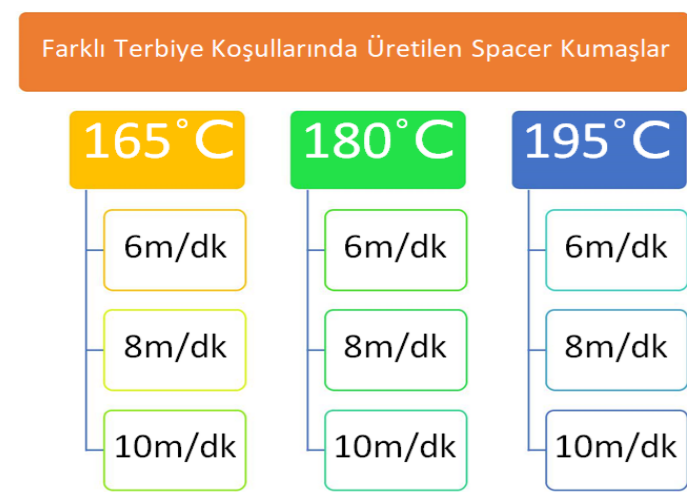 Farklı Terbiye Koşullarında Üretilen Spacer Kumaşlar
165°C
6m/dk
8m/dk
10m/dk
180°C
6m/dk
8m/dk
10m/dk
195°C
6m/dk
8m/dk
10m/dk